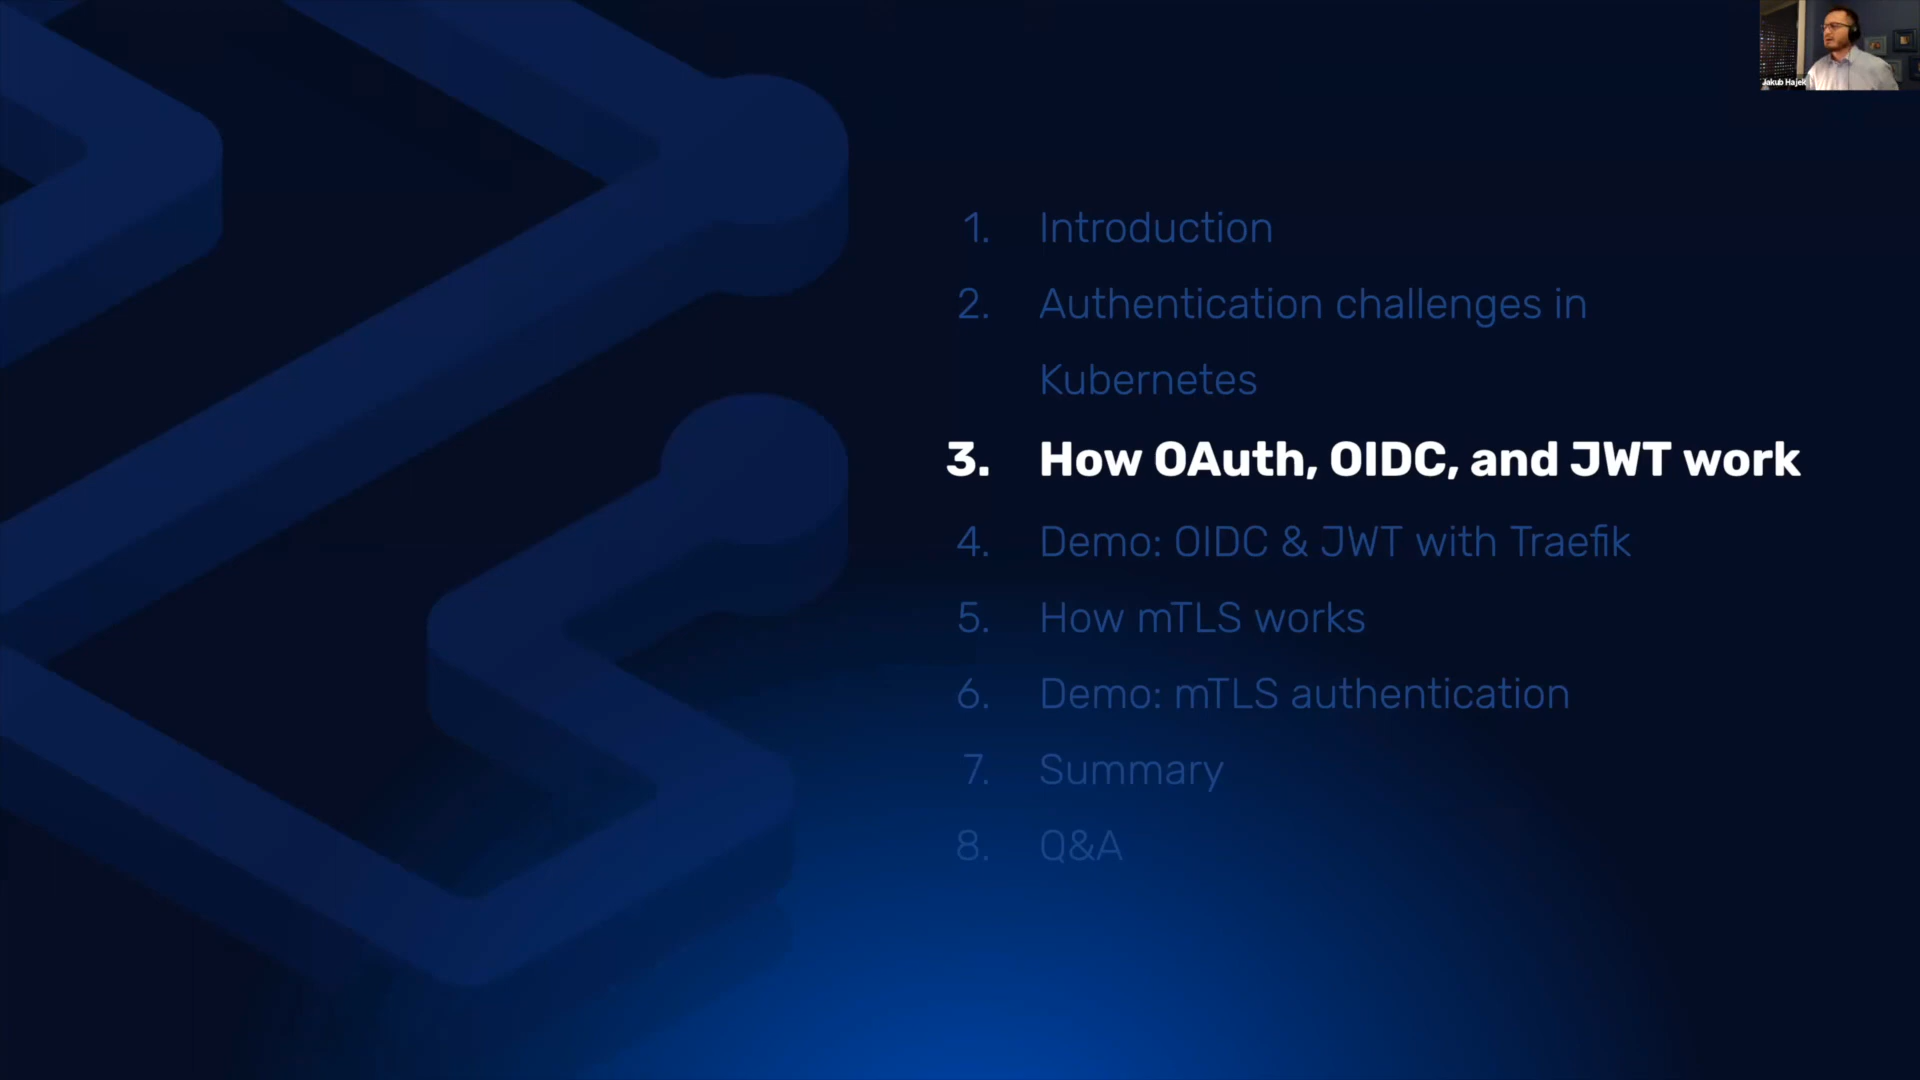 Jakub Hajek
1. Introduction
2. Authentication challenges in
Kubernetes
3. How OAuth, OIDC, and JWT work
4. Demo: OIDC & JWT with Traefik
5. How mTLS works
6. Demo: mTLS authentication
7. Summary
8. Q&A